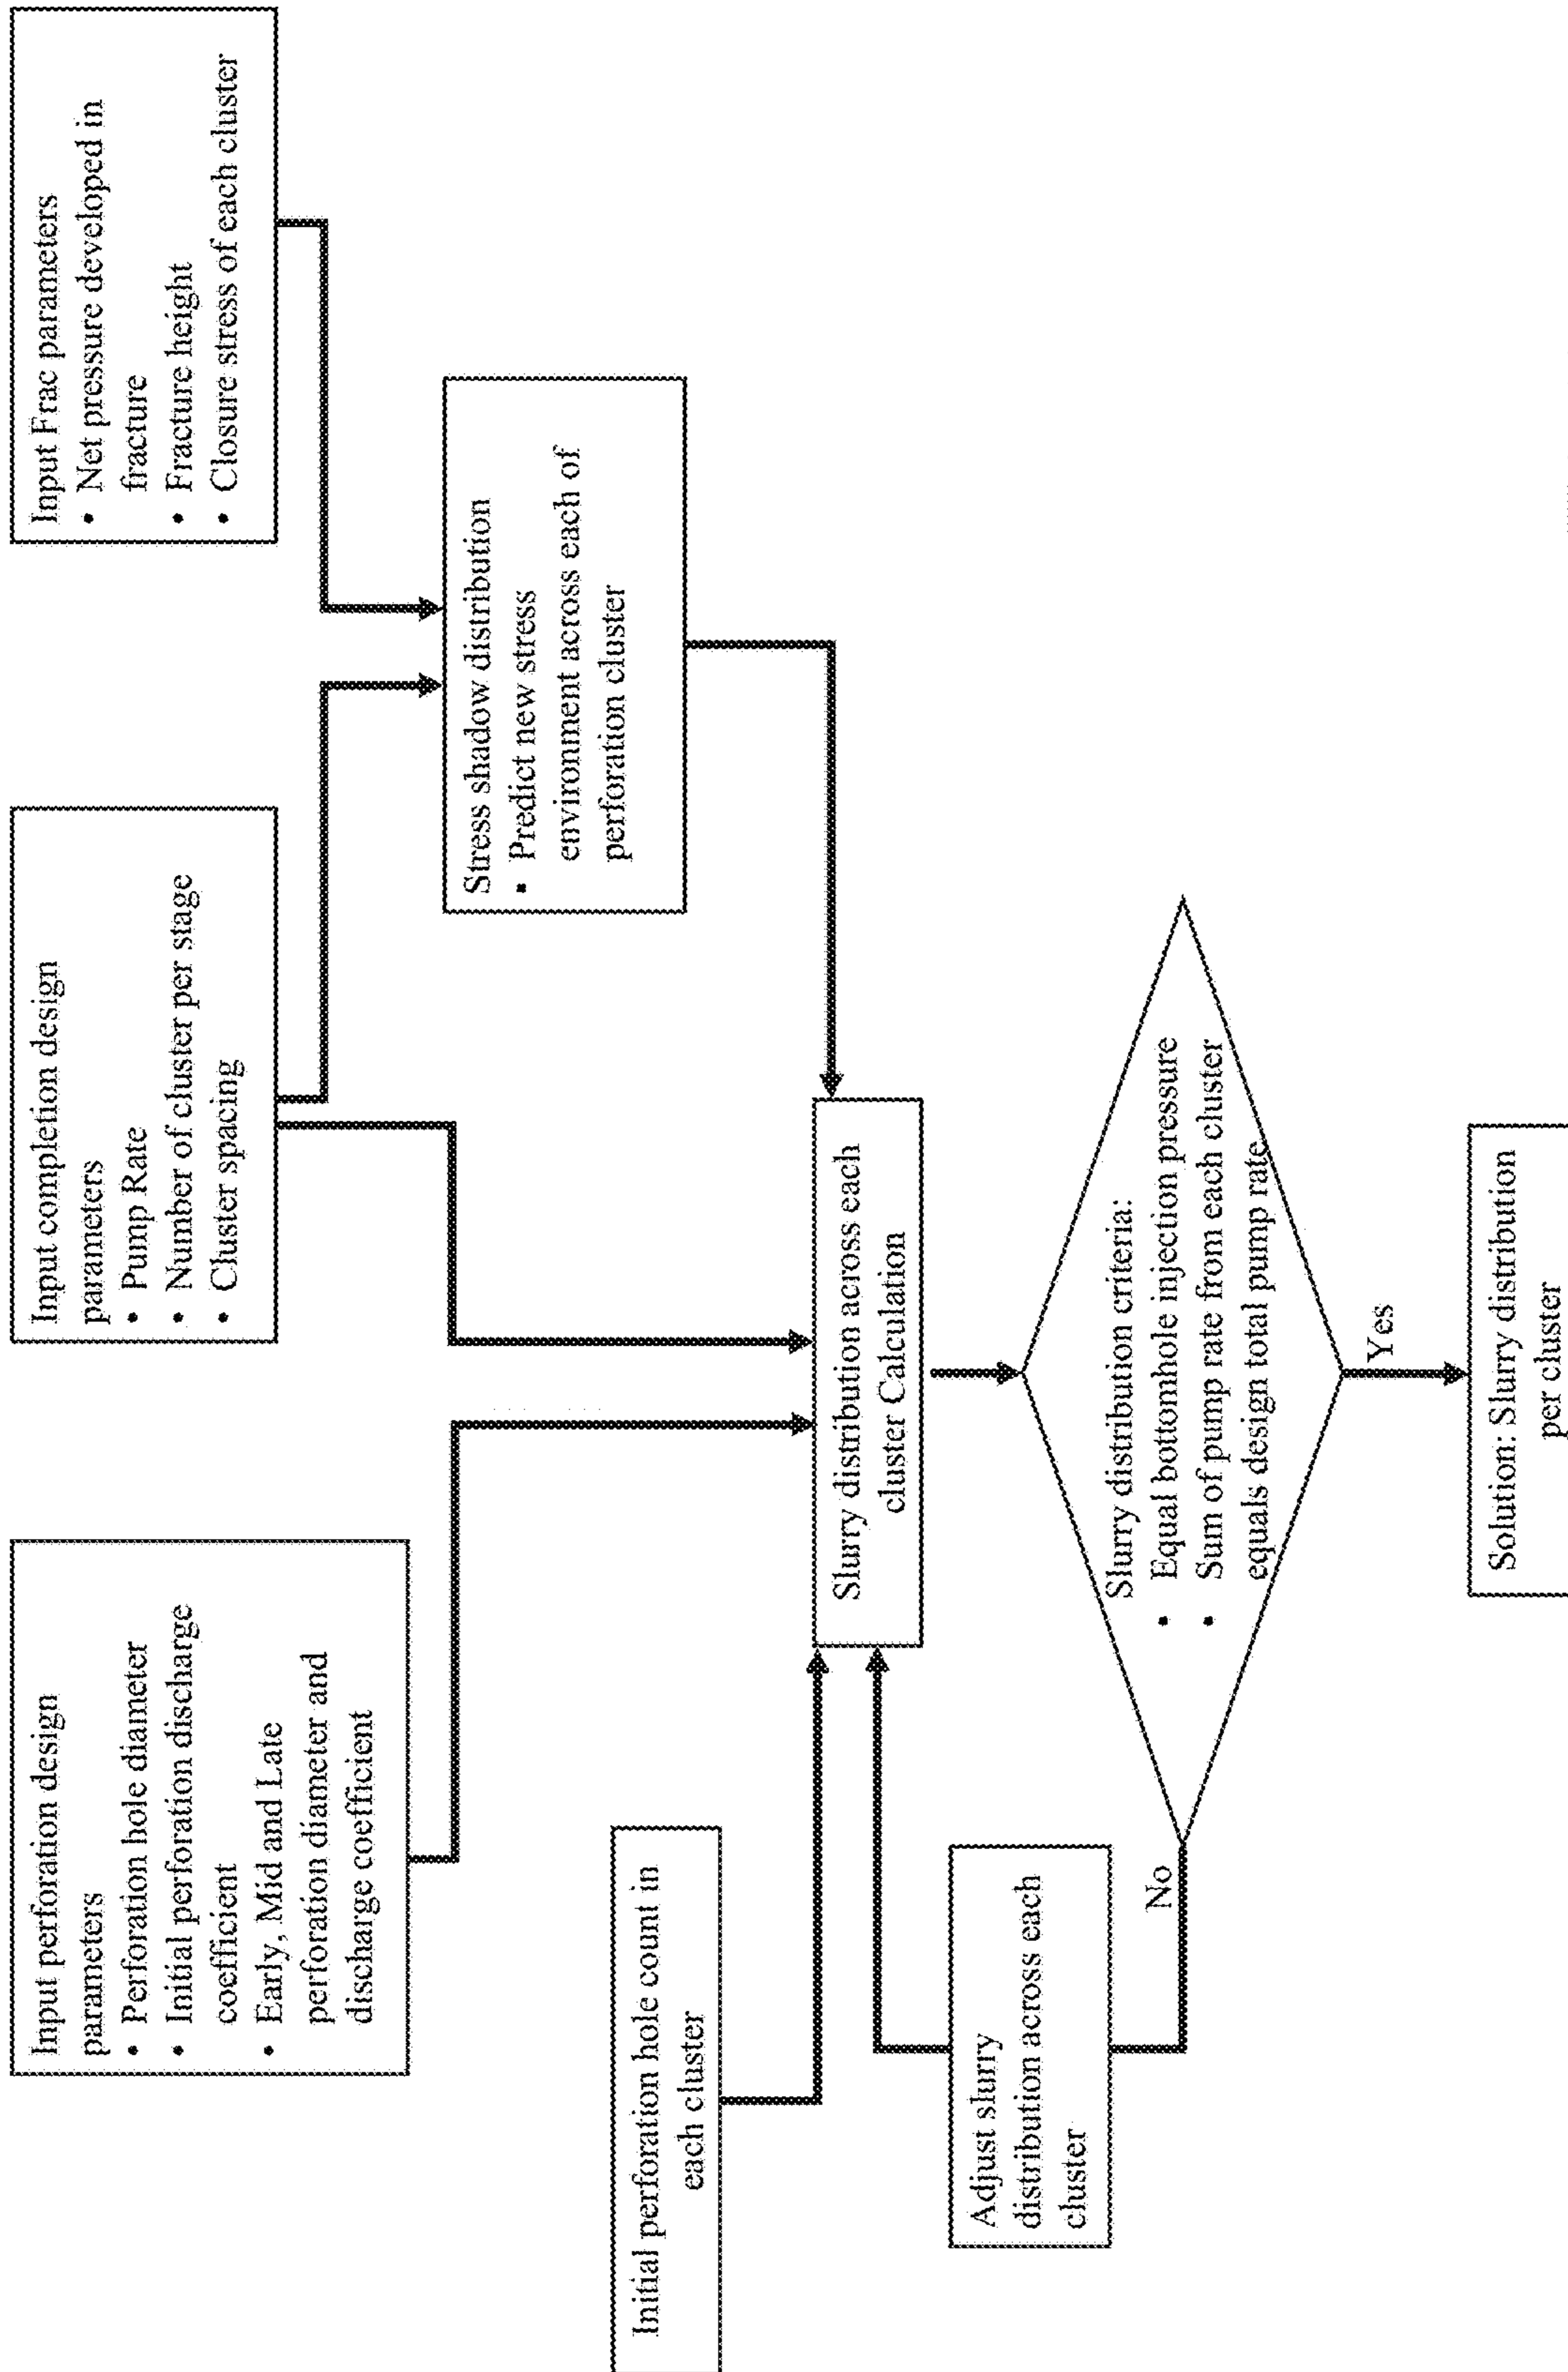 Input perforation design
parameters
• Perforation hole diameter
• Initial perforation discharge
coefficient
• Early, Mid and Late
perforation diameter and
discharge coefficient
Input completion design
parameters
• Pump Rate
• Number of cluster per stage
• Cluster spacing
Input Frac parameters
• Net pressure developed in
fracture
• Fracture height
• Closure stress of each cluster
Stress shadow distribution
• Predict new stress
environment across each of
perforation cluster
Initial perforation hole count in
each cluster
Slurry distribution across each
cluster Calculation
Adjust slurry
distribution across each
cluster
No
Slurry distribution criteria:
• Equal bottomhole injection pressure
• Sum of pump rate from each cluster
equals design total pump rate
Yes
Solution: Slurry distribution
per cluster